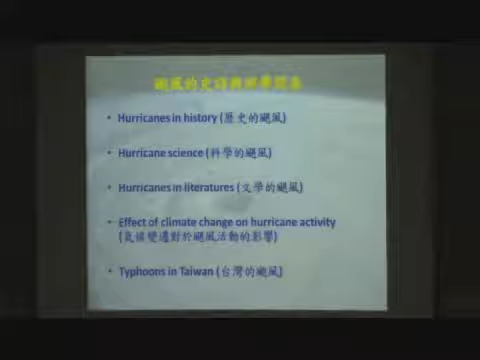 颶風的史詩與科學
• Hurricanes in history (歷史的颶風)
• Hurricane science (科學的颶風)
• Hurricanes in literatures (文學的颶風)
• Effect of climate change on hurricane activity
(氣候變遷對於颶風活動的影響)
• Typhoons in Taiwan (台灣的颶風)